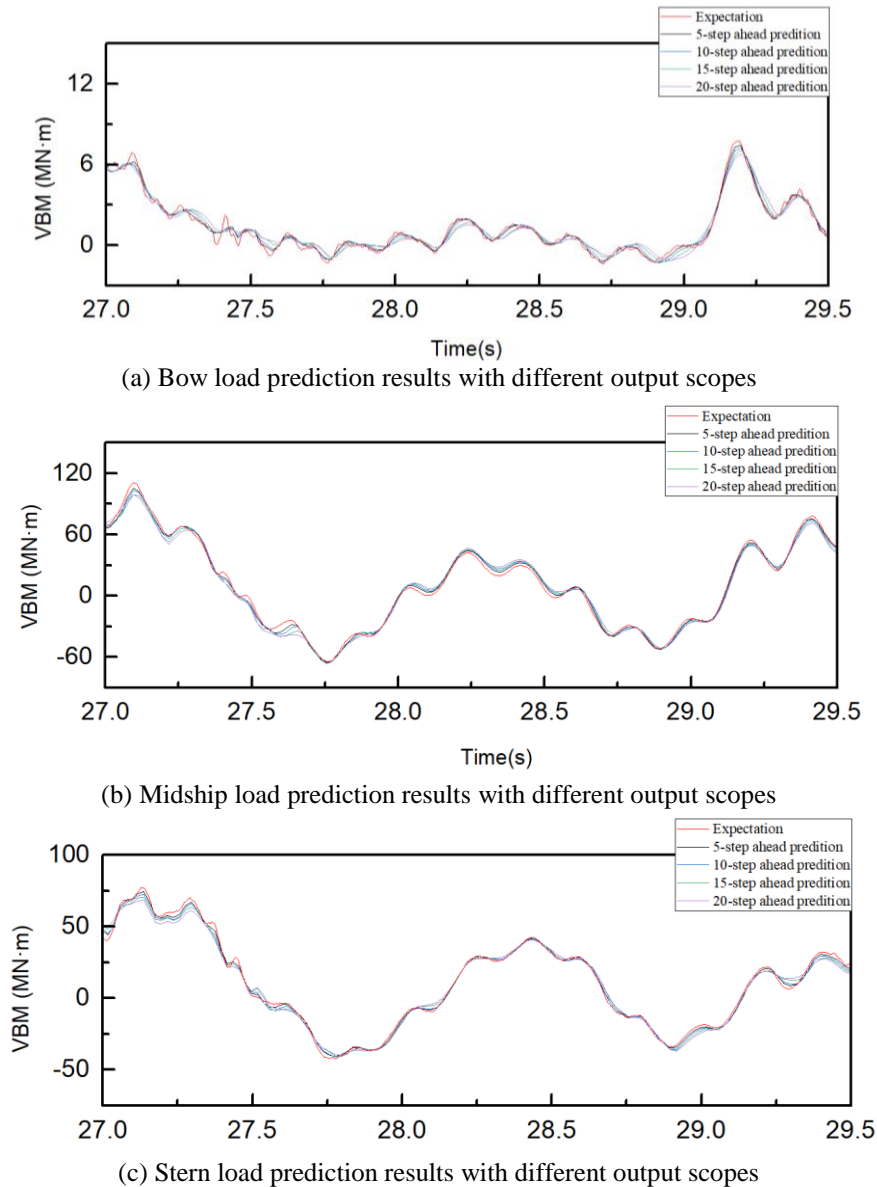 Expectation
5-step ahead predition
10-step ahead predition
15-step ahead predition
20-step ahead predition
VBM (MN·m)
12
6
0
27.0 27.5 28.0 28.5 29.0 29.5
Time(s)
(a) Bow load prediction results with different output scopes
Expectation
5-step ahead predition
10-step ahead predition
15-step ahead predition
20-step ahead predition
VBM (MN·m)
120
60
0
-60
27.0 27.5 28.0 28.5 29.0 29.5
Time(s)
(b) Midship load prediction results with different output scopes
Expectation
5-step ahead predition
10-step ahead predition
15-step ahead predition
20-step ahead predition
VBM (MN·m)
100
50
0
-50
27.0 27.5 28.0 28.5 29.0 29.5
(c) Stern load prediction results with different output scopes